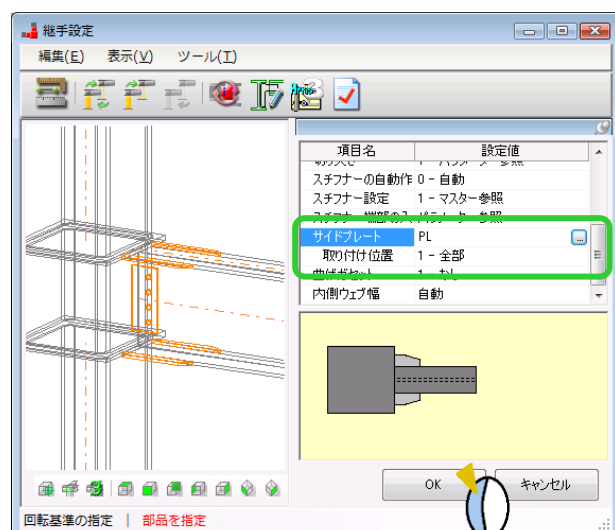 継手設定
編集(E) 表示(V) ツール(T)
項目名 設定値
スチフナーの自動作 0 - 自動
スチフナー設定 1 - マスター参照
サイドプレート PL
取り付け位置 1 - 全部
内側ウェブ幅 自動
OK キャンセル
回転基準の指定 | 部品を指定